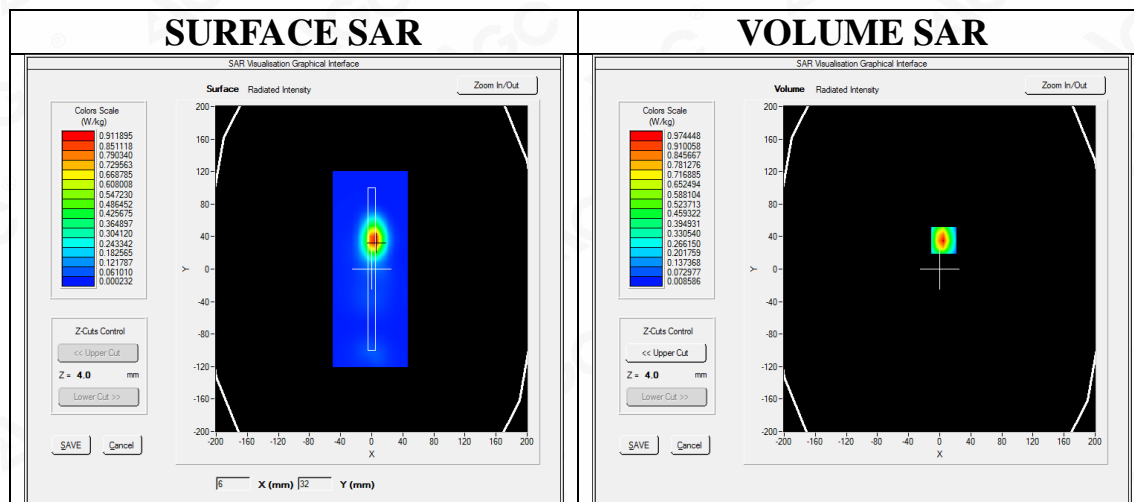 SURFACE SAR
SAR Visualisation Graphical Interface
Surface Radiated Intensity
Zoom In/Out
Colors Scale
(W/kg)
0.911895
0.851118
0.790340
0.729563
0.668785
0.608008
0.547230
0.486452
0.425675
0.364897
0.304120
0.243342
0.182565
0.121787
0.061010
0.000232
Z-Cuts Control
<< Upper Cut
Z = 4.0 mm
Lower Cut >>
SAVE Cancel
200
160
120
80
40
0
-40
-80
-120
-160
-200
Y
-200 -160 -120 -80 -40 0 40 80 120 160 200
X
6 X (mm) 32 Y (mm)
VOLUME SAR
SAR Visualisation Graphical Interface
Volume Radiated Intensity
Zoom In/Out
Colors Scale
(W/kg)
0.974448
0.910058
0.845667
0.781276
0.716885
0.652494
0.588104
0.523713
0.459322
0.394931
0.330540
0.266150
0.201759
0.137368
0.072977
0.008586
Z-Cuts Control
<< Upper Cut
Z = 4.0 mm
Lower Cut >>
SAVE Cancel
200
160
120
80
40
0
-40
-80
-120
-160
-200
Y
-200 -160 -120 -80 -40 0 40 80 120 160 200
X